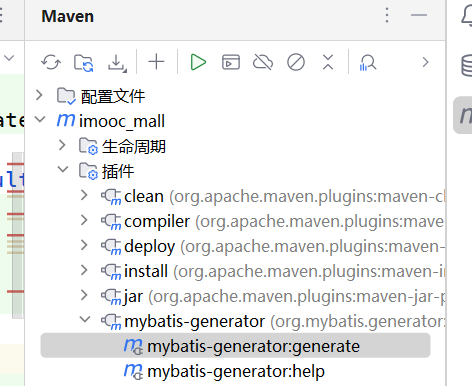 Maven
配置文件
imooc_mall
生命周期
插件
clean (org.apache.maven.plugins:maven-cl
compiler (org.apache.maven.plugins:mave
deploy (org.apache.maven.plugins:maven-
install (org.apache.maven.plugins:maven-in
jar (org.apache.maven.plugins:maven-jar-p
mybatis-generator (org.mybatis.generator:
mybatis-generator:generate
mybatis-generator:help